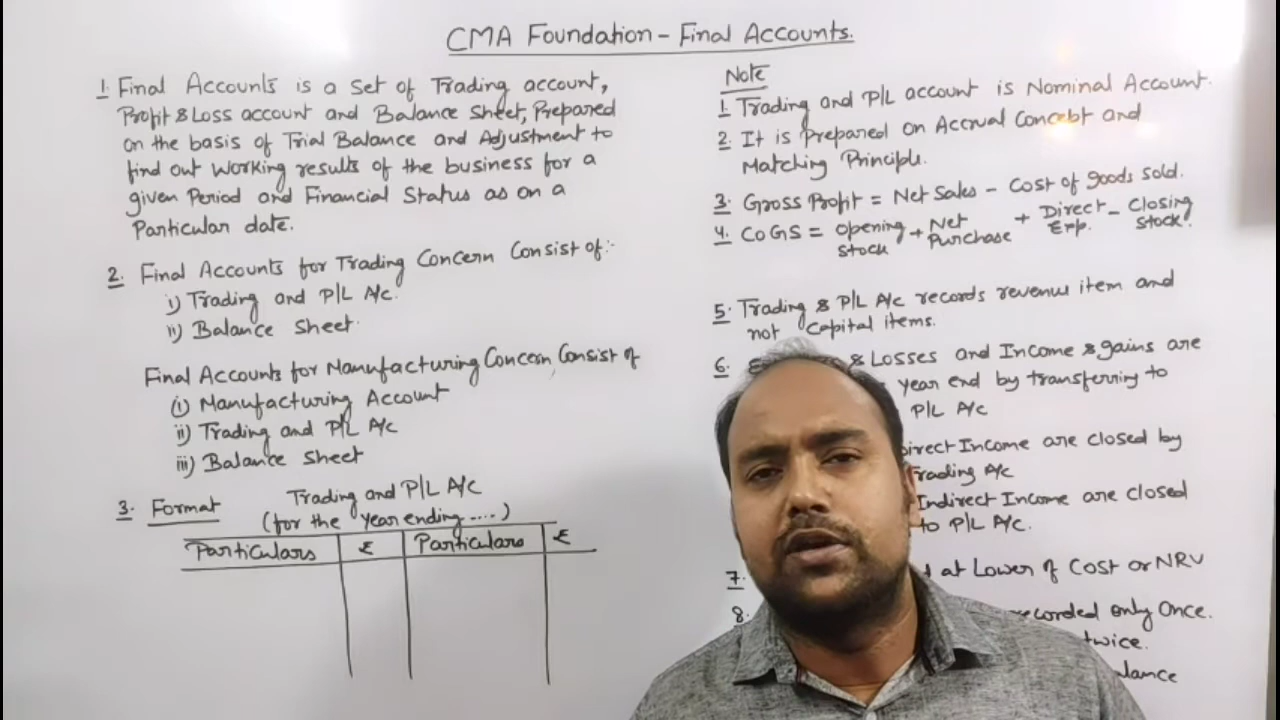 CMA Foundation - Final Accounts.
1. Final Accounts is a Set of Trading account,
Profit & Loss account and Balance Sheet, Prepared
on the basis of Trial Balance and Adjustment to
find out working results of the business for a
given Period and Financial Status as on a
Particular date.
2. Final Accounts for Trading Concern Consist of:-
i) Trading and P/L A/c.
ii) Balance Sheet.
Final Accounts for Manufacturing Concern, Consist of
(i) Manufacturing Account
ii) Trading and P/L A/c
iii) Balance Sheet
3. Format Trading and P/L A/c
(for the year ending ....)
Particulars ₹ Particulars ₹
Note
1. Trading and P/L account is Nominal Account.
2. It is Prepared on Accrual Concept and
Matching Principle.
3. Gross Profit = Net Sales - Cost of goods sold.
4. COGS = Opening stock + Net Purchase + Direct Exp. - Closing stock.
5. Trading & P/L A/c records revenue item and
not Capital items.
6. & Losses and Income & gains are
year end by transferring to
P/L A/c
Direct Income are closed by
Trading A/c
Indirect Income are closed
to P/L A/c.
7. at Lower of Cost or NRV
8. recorded only Once.
twice.